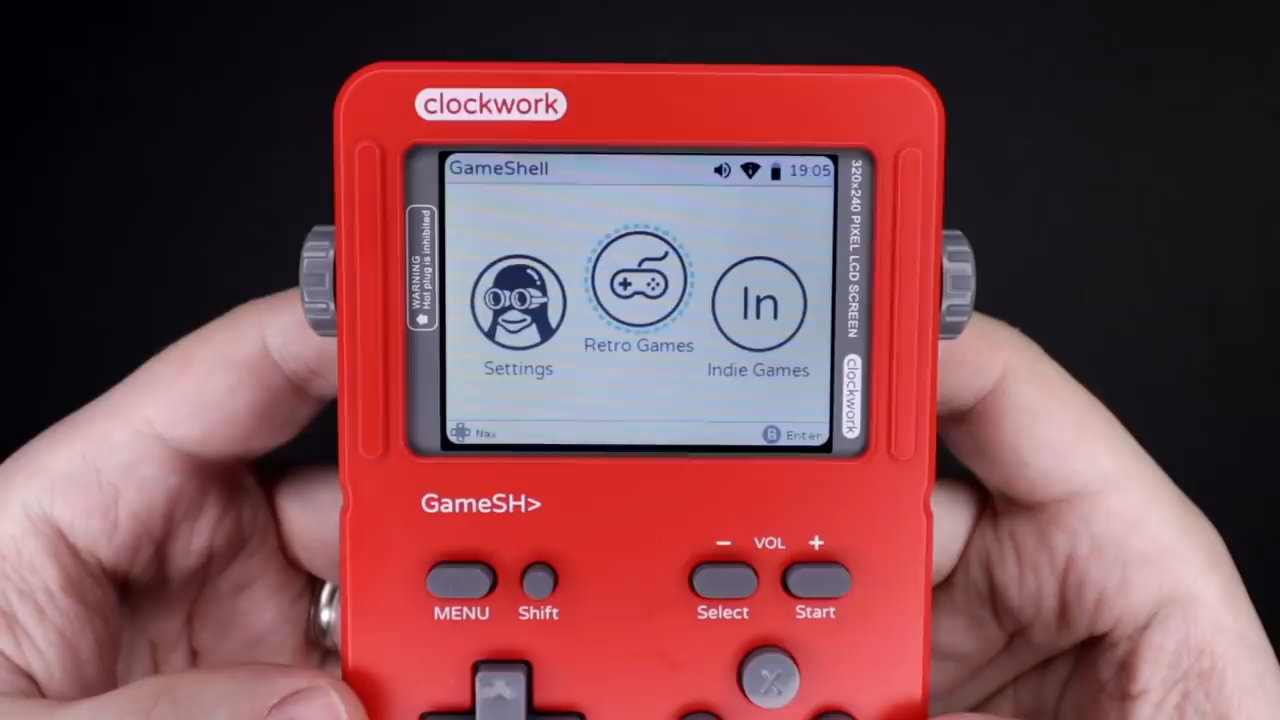 clockwork
GameShell
19:05
320x240 PIXEL LCD SCREEN
clockwork
WARNING
Hot plug is inhibited
In
Settings
Retro Games
Indie Games
Nav
B Enter
GameSH>
- VOL +
MENU
Shift
Select
Start
X